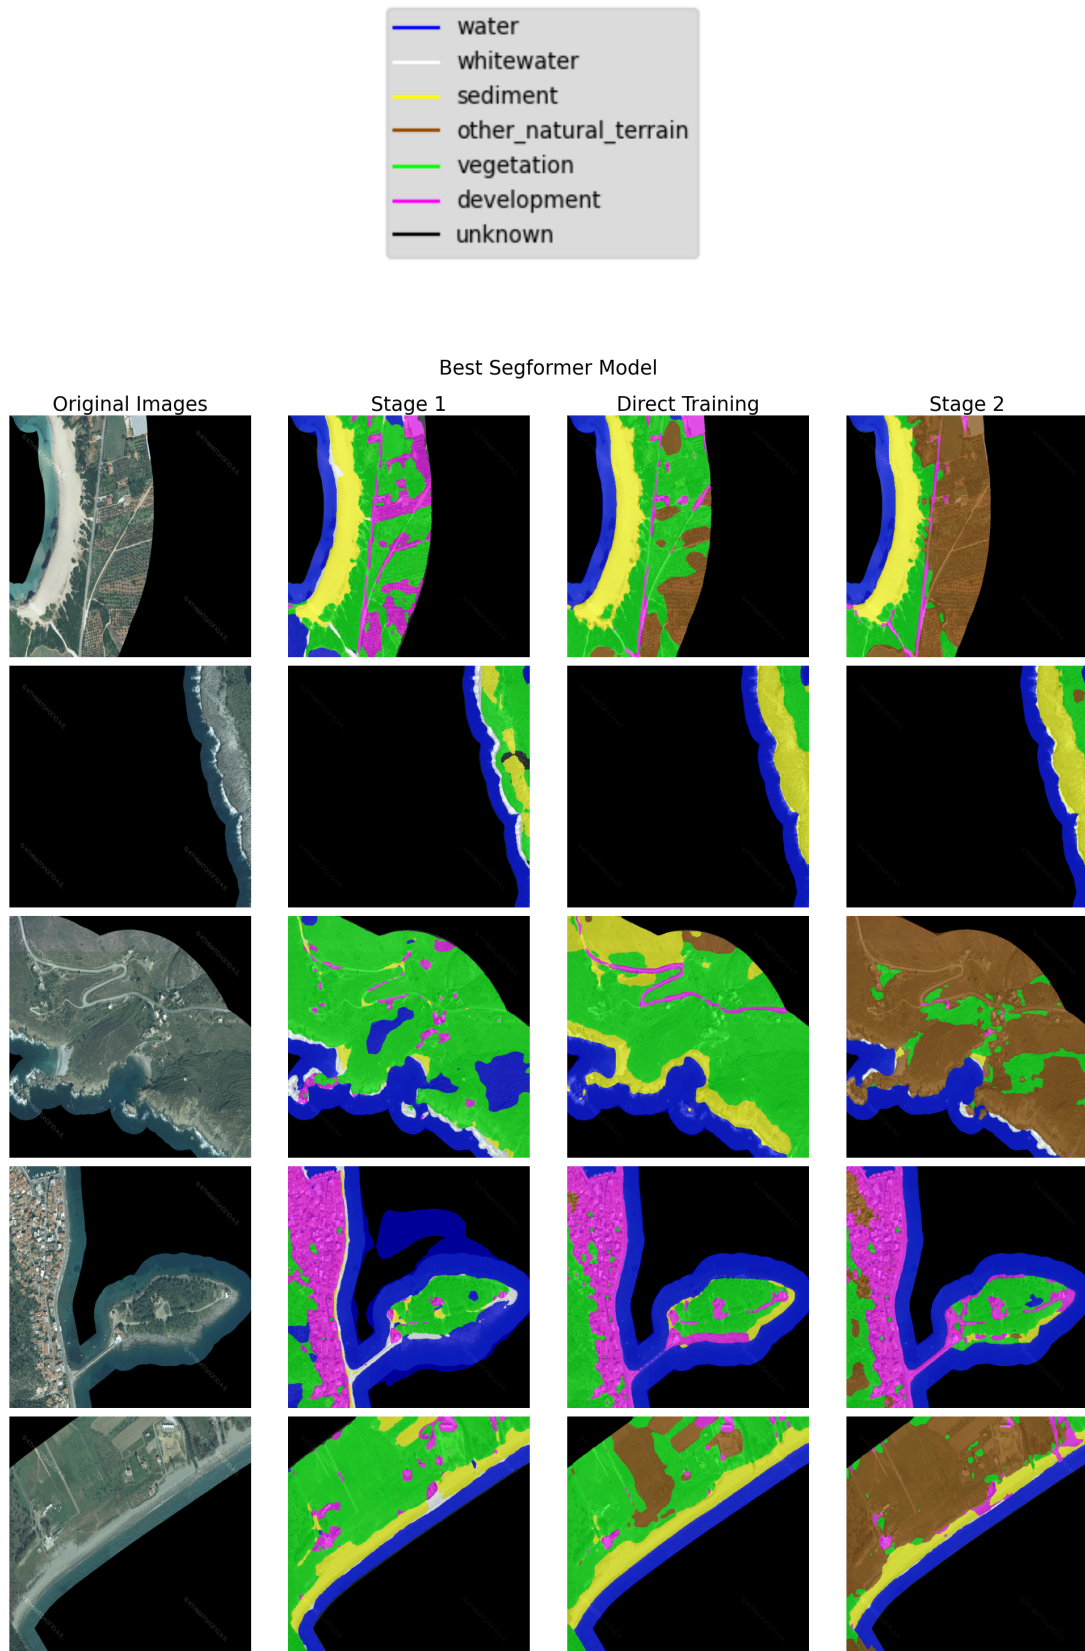 water
whitewater
sediment
other_natural_terrain
vegetation
development
unknown
Best Segformer Model
Original Images
Stage 1
Direct Training
Stage 2